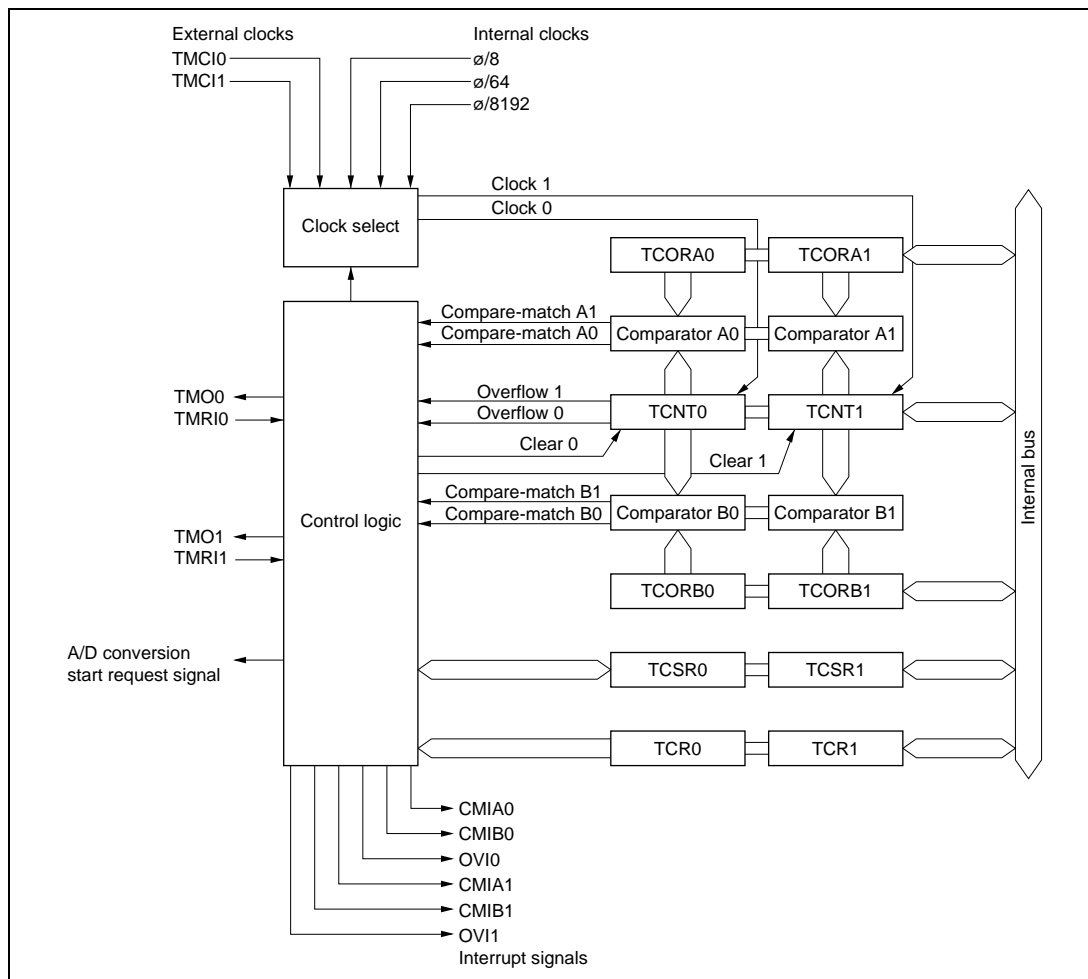 External clocks
TMCI0
TMCI1
Internal clocks
ø/8
ø/64
ø/8192
Clock select
Clock 1
Clock 0
TCORA0
TCORA1
Compare-match A1
Compare-match A0
Comparator A0
Comparator A1
TMO0
TMRI0
Overflow 1
Overflow 0
TCNT0
TCNT1
Clear 0
Clear 1
Compare-match B1
Compare-match B0
Comparator B0
Comparator B1
Control logic
Internal bus
TMO1
TMRI1
TCORB0
TCORB1
A/D conversion
start request signal
TCSR0
TCSR1
TCR0
TCR1
CMIA0
CMIB0
OVI0
CMIA1
CMIB1
OVI1
Interrupt signals